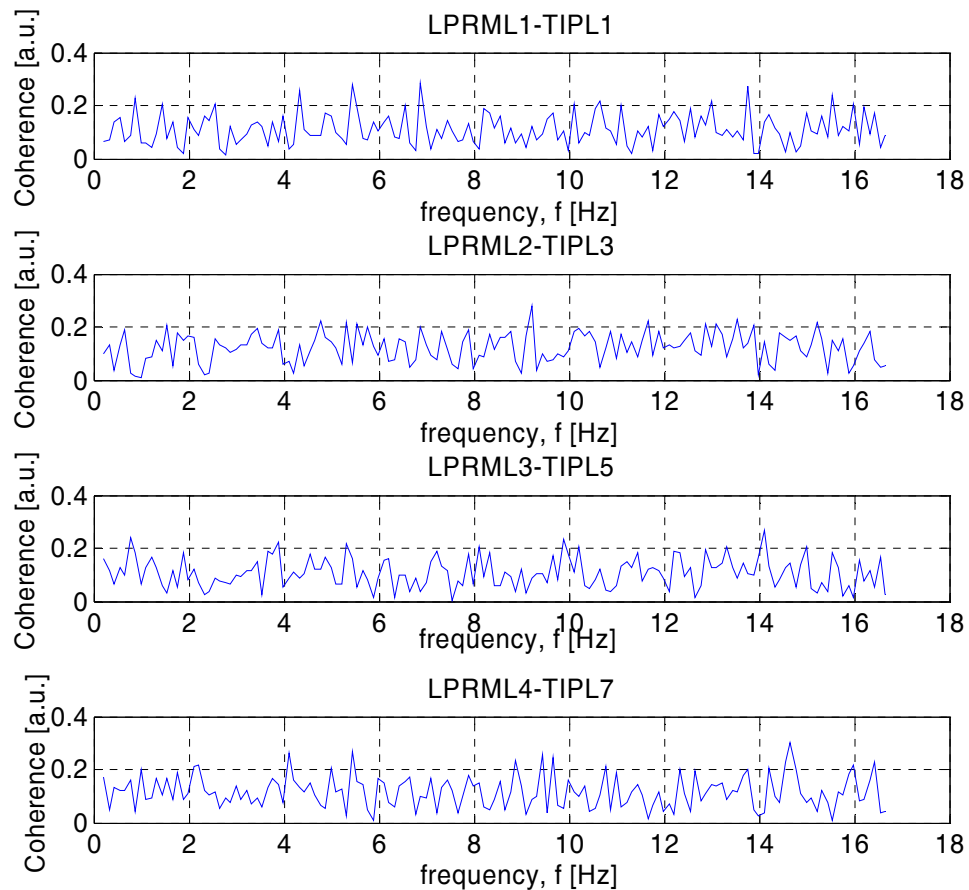 LPRML1-TIPL1
Coherence [a.u.]
0.4
0.2
0
0 2 4 6 8 10 12 14 16 18
frequency, f [Hz]
LPRML2-TIPL3
Coherence [a.u.]
0.4
0.2
0
0 2 4 6 8 10 12 14 16 18
frequency, f [Hz]
LPRML3-TIPL5
Coherence [a.u.]
0.4
0.2
0
0 2 4 6 8 10 12 14 16 18
frequency, f [Hz]
LPRML4-TIPL7
Coherence [a.u.]
0.4
0.2
0
0 2 4 6 8 10 12 14 16 18
frequency, f [Hz]